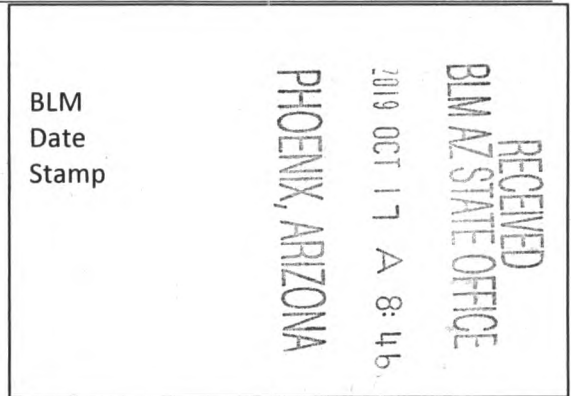 BLM
Date
Stamp
RECEIVED
BLM AZ STATE OFFICE
2019 OCT 17 A 8:46
PHOENIX, ARIZONA